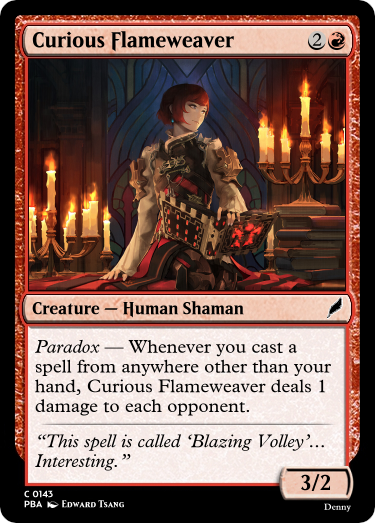 Curious Flameweaver 2
Creature — Human Shaman
Paradox — Whenever you cast a
spell from anywhere other than your
hand, Curious Flameweaver deals 1
damage to each opponent.
“This spell is called ‘Blazing Volley’…
Interesting.”
3/2
C 0143
PBA Edward Tsang
Denny